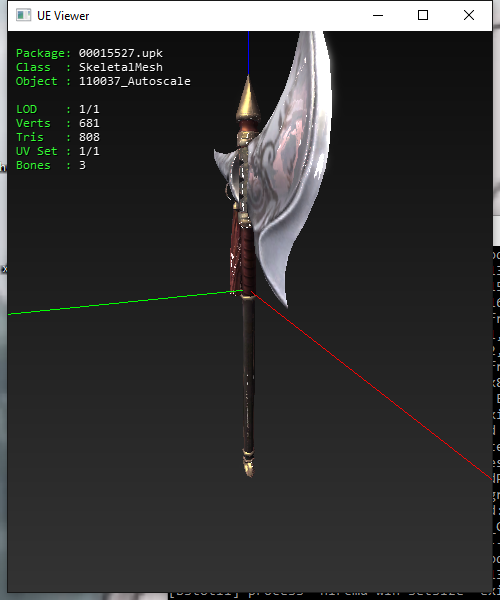 UE Viewer
Package: 00015527.upk
Class  : SkeletalMesh
Object : 110037_Autoscale
LOD    : 1/1
Verts  : 681
Tris   : 808
UV Set : 1/1
Bones  : 3